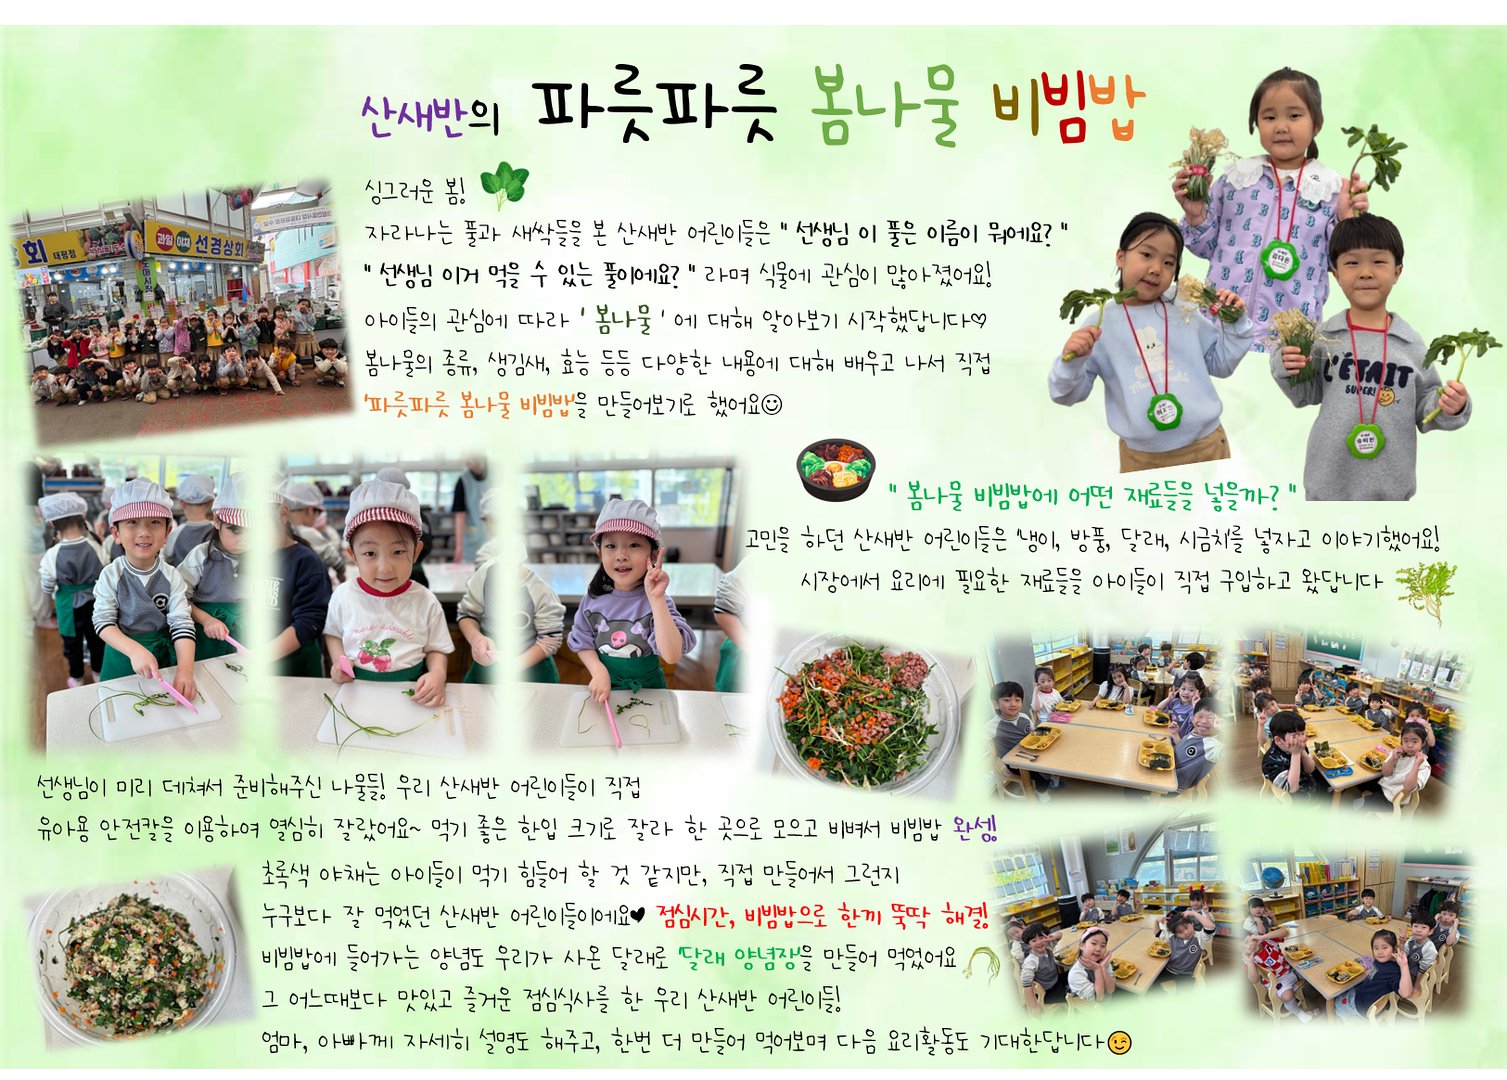 산새반의 파릇파릇 봄나물 비빔밥
싱그러운 봄!
자라나는 풀과 새싹들을 본 산새반 어린이들은 " 선생님 이 풀은 이름이 뭐에요? "
" 선생님 이거 먹을 수 있는 풀이에요? " 라며 식물에 관심이 많아졌어요!
아이들의 관심에 따라 ' 봄나물 ' 에 대해 알아보기 시작했답니다♡
봄나물의 종류, 생김새, 효능 등등 다양한 내용에 대해 배우고 나서 직접
'파릇파릇 봄나물 비빔밥'을 만들어보기로 했어요☺
회 태평점
과일 야채 선경상회
L'ÉTAIT
SUPER!
" 봄나물 비빔밥에 어떤 재료들을 넣을까? "
고민을 하던 산새반 어린이들은 '냉이, 방풍, 달래, 시금치'를 넣자고 이야기했어요!
시장에서 요리에 필요한 재료들을 아이들이 직접 구입하고 왔답니다
선생님이 미리 데쳐서 준비해주신 나물들! 우리 산새반 어린이들이 직접
유아용 안전칼을 이용하여 열심히 잘랐어요~ 먹기 좋은 한입 크기로 잘라 한 곳으로 모으고 비벼서 비빔밥 완성!
초록색 야채는 아이들이 먹기 힘들어 할 것 같지만, 직접 만들어서 그런지
누구보다 잘 먹었던 산새반 어린이들이에요♥ 점심시간, 비빔밥으로 한끼 뚝딱 해결!
비빔밥에 들어가는 양념도 우리가 사온 달래로 '달래 양념장'을 만들어 먹었어요
그 어느때보다 맛있고 즐거운 점심식사를 한 우리 산새반 어린이들!
엄마, 아빠께 자세히 설명도 해주고, 한번 더 만들어 먹어보며 다음 요리활동도 기대한답니다😉